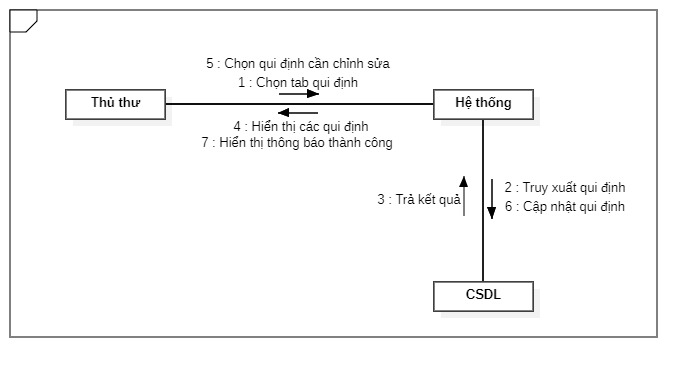 5 : Chọn qui định cần chỉnh sửa
1 : Chọn tab qui định
Thủ thư
Hệ thống
4 : Hiển thị các qui định
7 : Hiển thị thông báo thành công
2 : Truy xuất qui định
3 : Trả kết quả
6 : Cập nhật qui định
CSDL